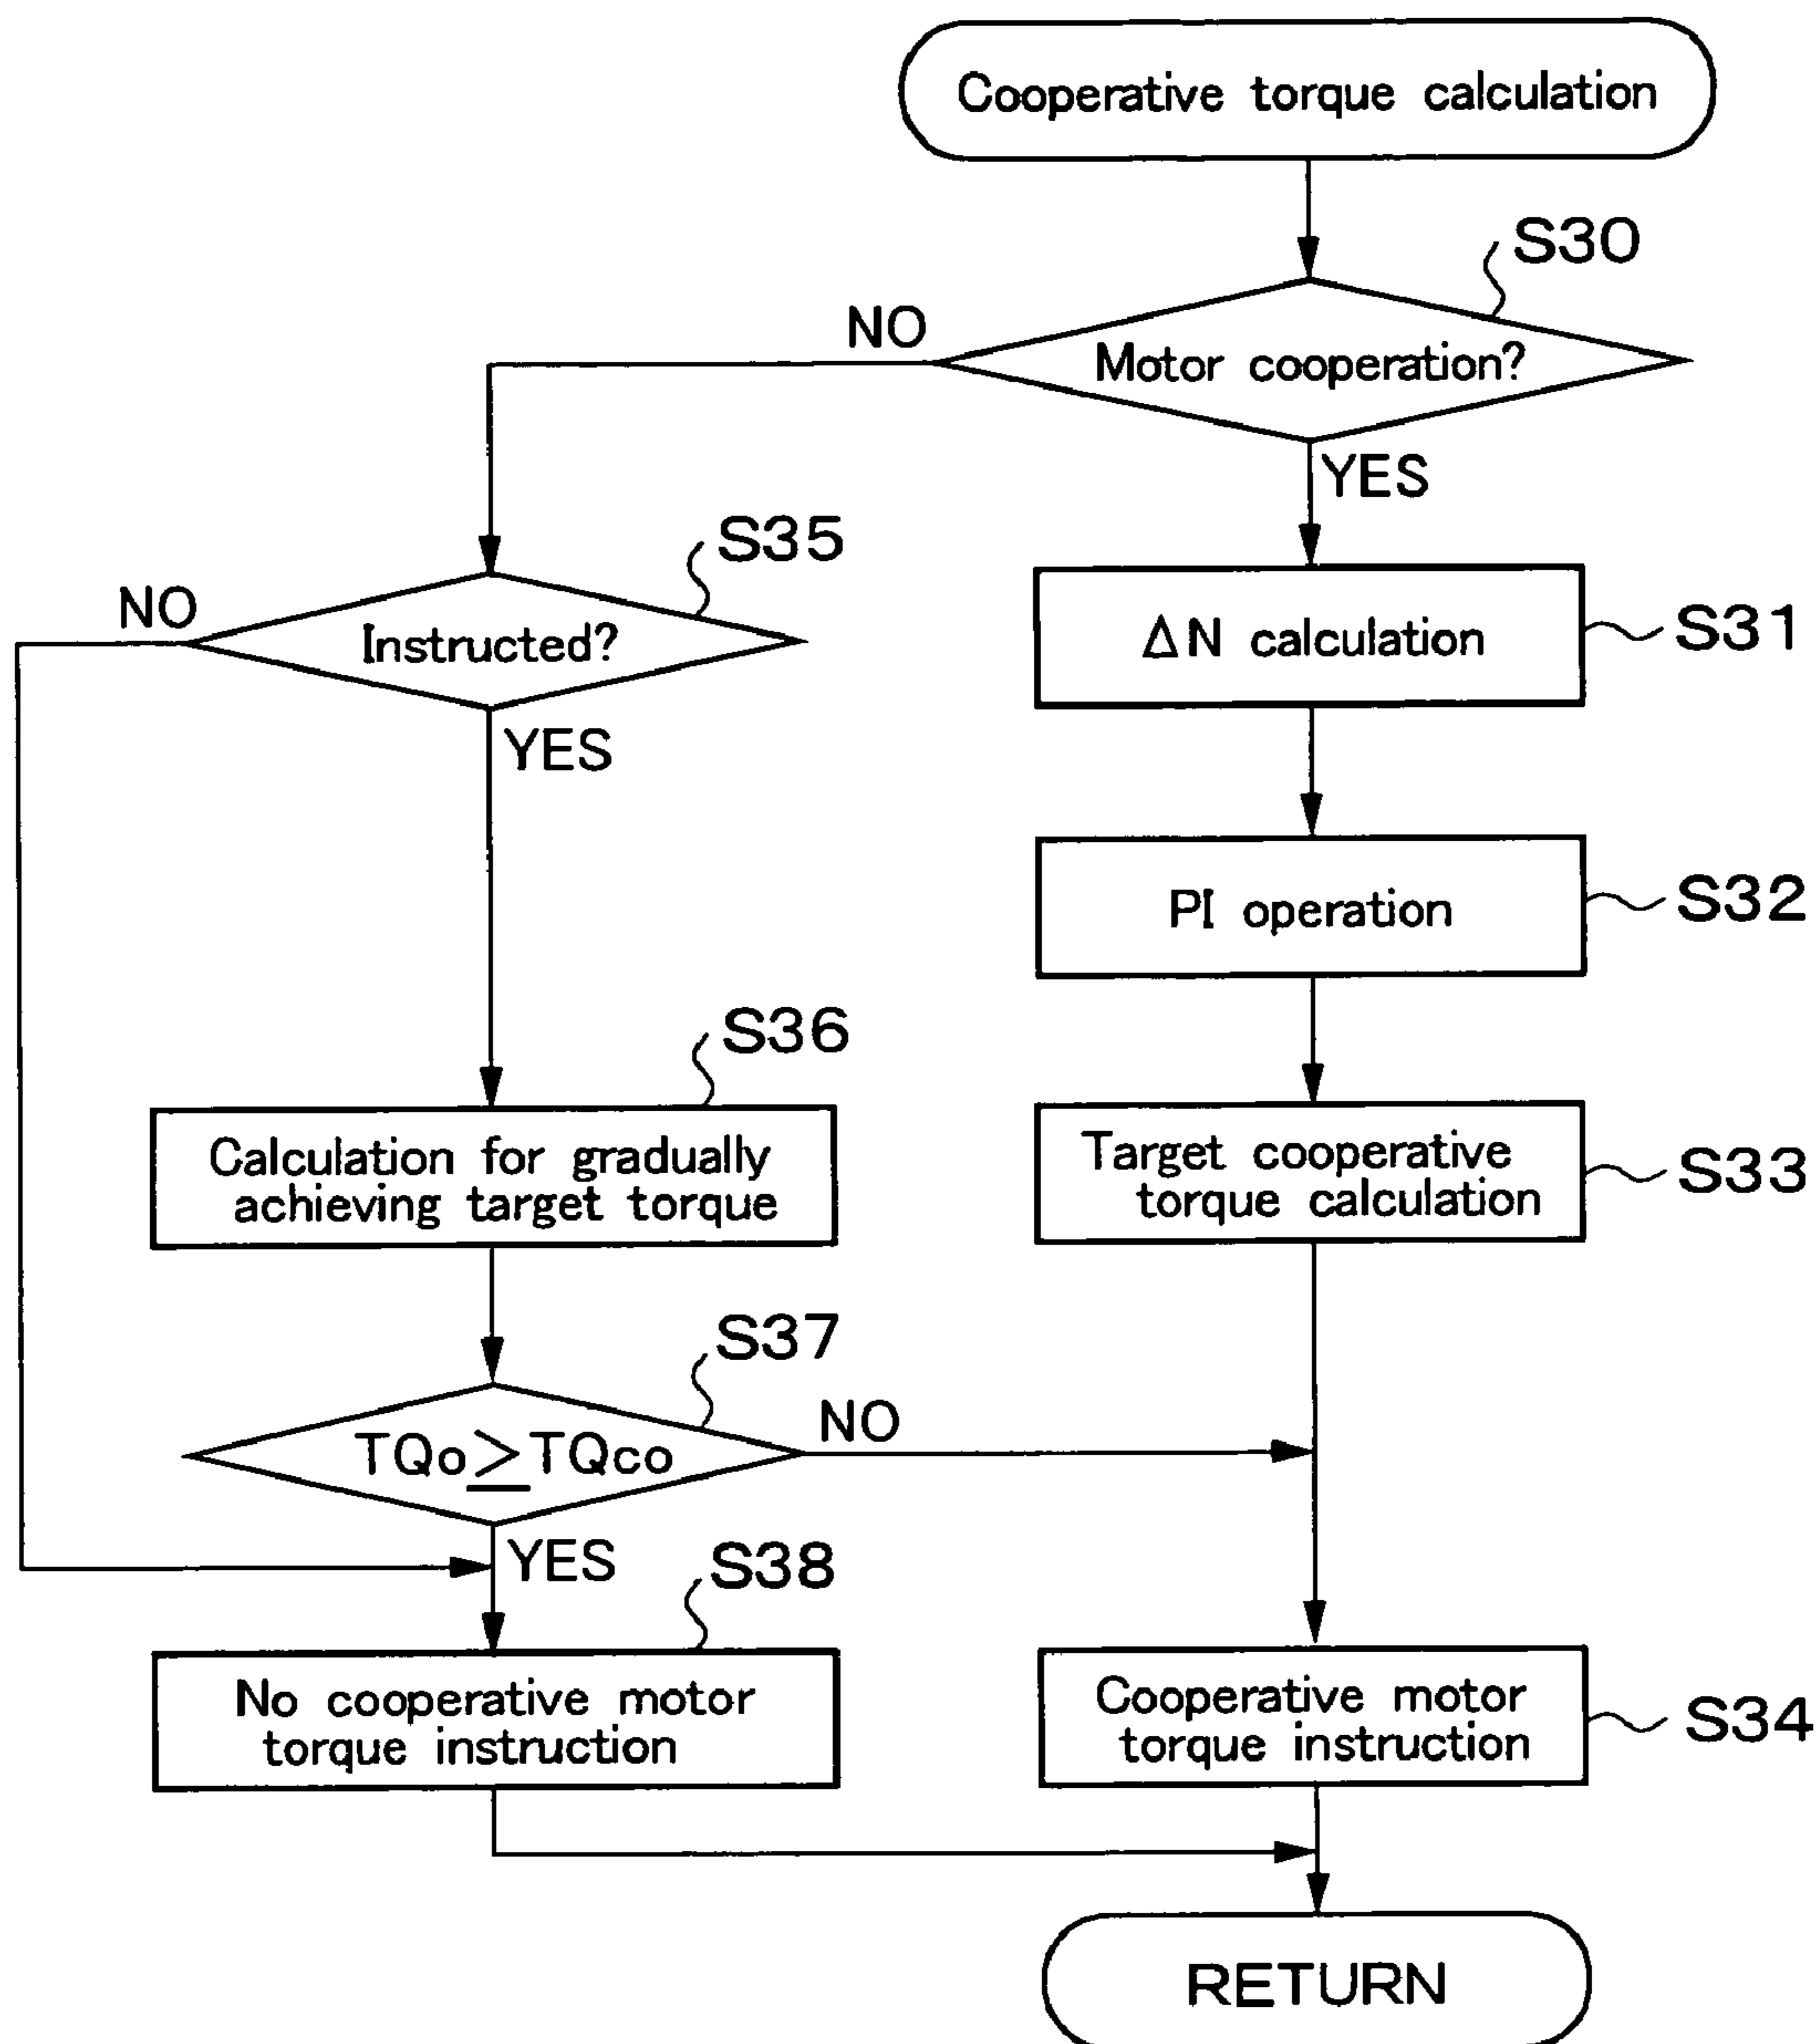 Cooperative torque calculation
S30
NO
Motor cooperation?
YES
S35
NO
Instructed?
ΔN calculation
S31
YES
PI operation
S32
S36
Calculation for gradually
achieving target torque
Target cooperative
torque calculation
S33
S37
NO
TQo≥TQco
YES
S38
No cooperative motor
torque instruction
Cooperative motor
torque instruction
S34
RETURN